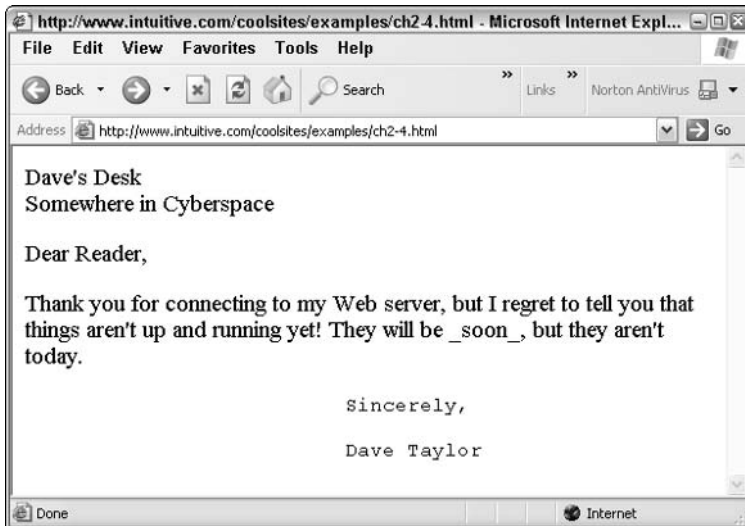 http://www.intuitive.com/coolsites/examples/ch2-4.html - Microsoft Internet Expl...
File Edit View Favorites Tools Help
Back Search » Links » Norton AntiVirus
Address http://www.intuitive.com/coolsites/examples/ch2-4.html Go
Dave's Desk
Somewhere in Cyberspace
Dear Reader,
Thank you for connecting to my Web server, but I regret to tell you that
things aren't up and running yet! They will be _soon_, but they aren't
today.
Sincerely,
Dave Taylor
Done Internet